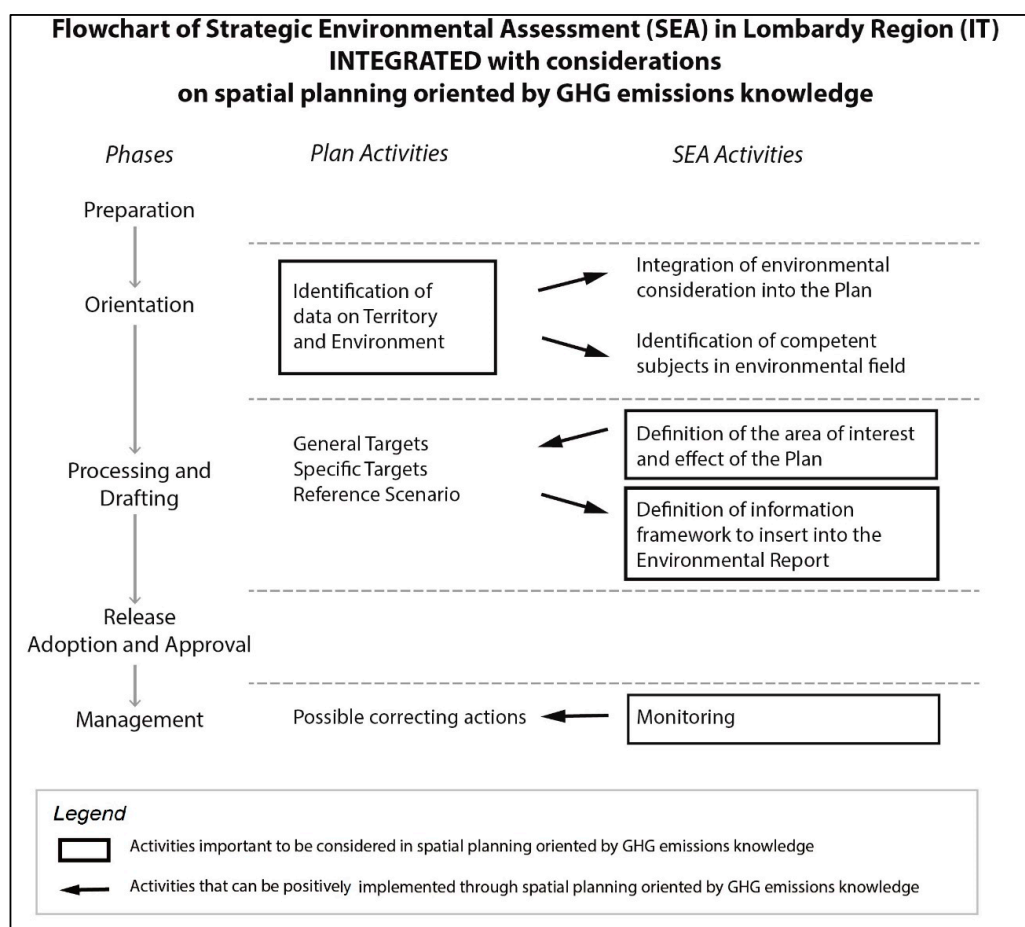 Flowchart of Strategic Environmental Assessment (SEA) in Lombardy Region (IT)
INTEGRATED with considerations
on spatial planning oriented by GHG emissions knowledge
Phases
Plan Activities
SEA Activities
Preparation
Orientation
Identification of
data on Territory
and Environment
Integration of environmental
consideration into the Plan
Identification of competent
subjects in environmental field
Processing and
Drafting
General Targets
Specific Targets
Reference Scenario
Definition of the area of interest
and effect of the Plan
Definition of information
framework to insert into the
Environmental Report
Release
Adoption and Approval
Management
Possible correcting actions
Monitoring
Legend
Activities important to be considered in spatial planning oriented by GHG emissions knowledge
Activities that can be positively implemented through spatial planning oriented by GHG emissions knowledge